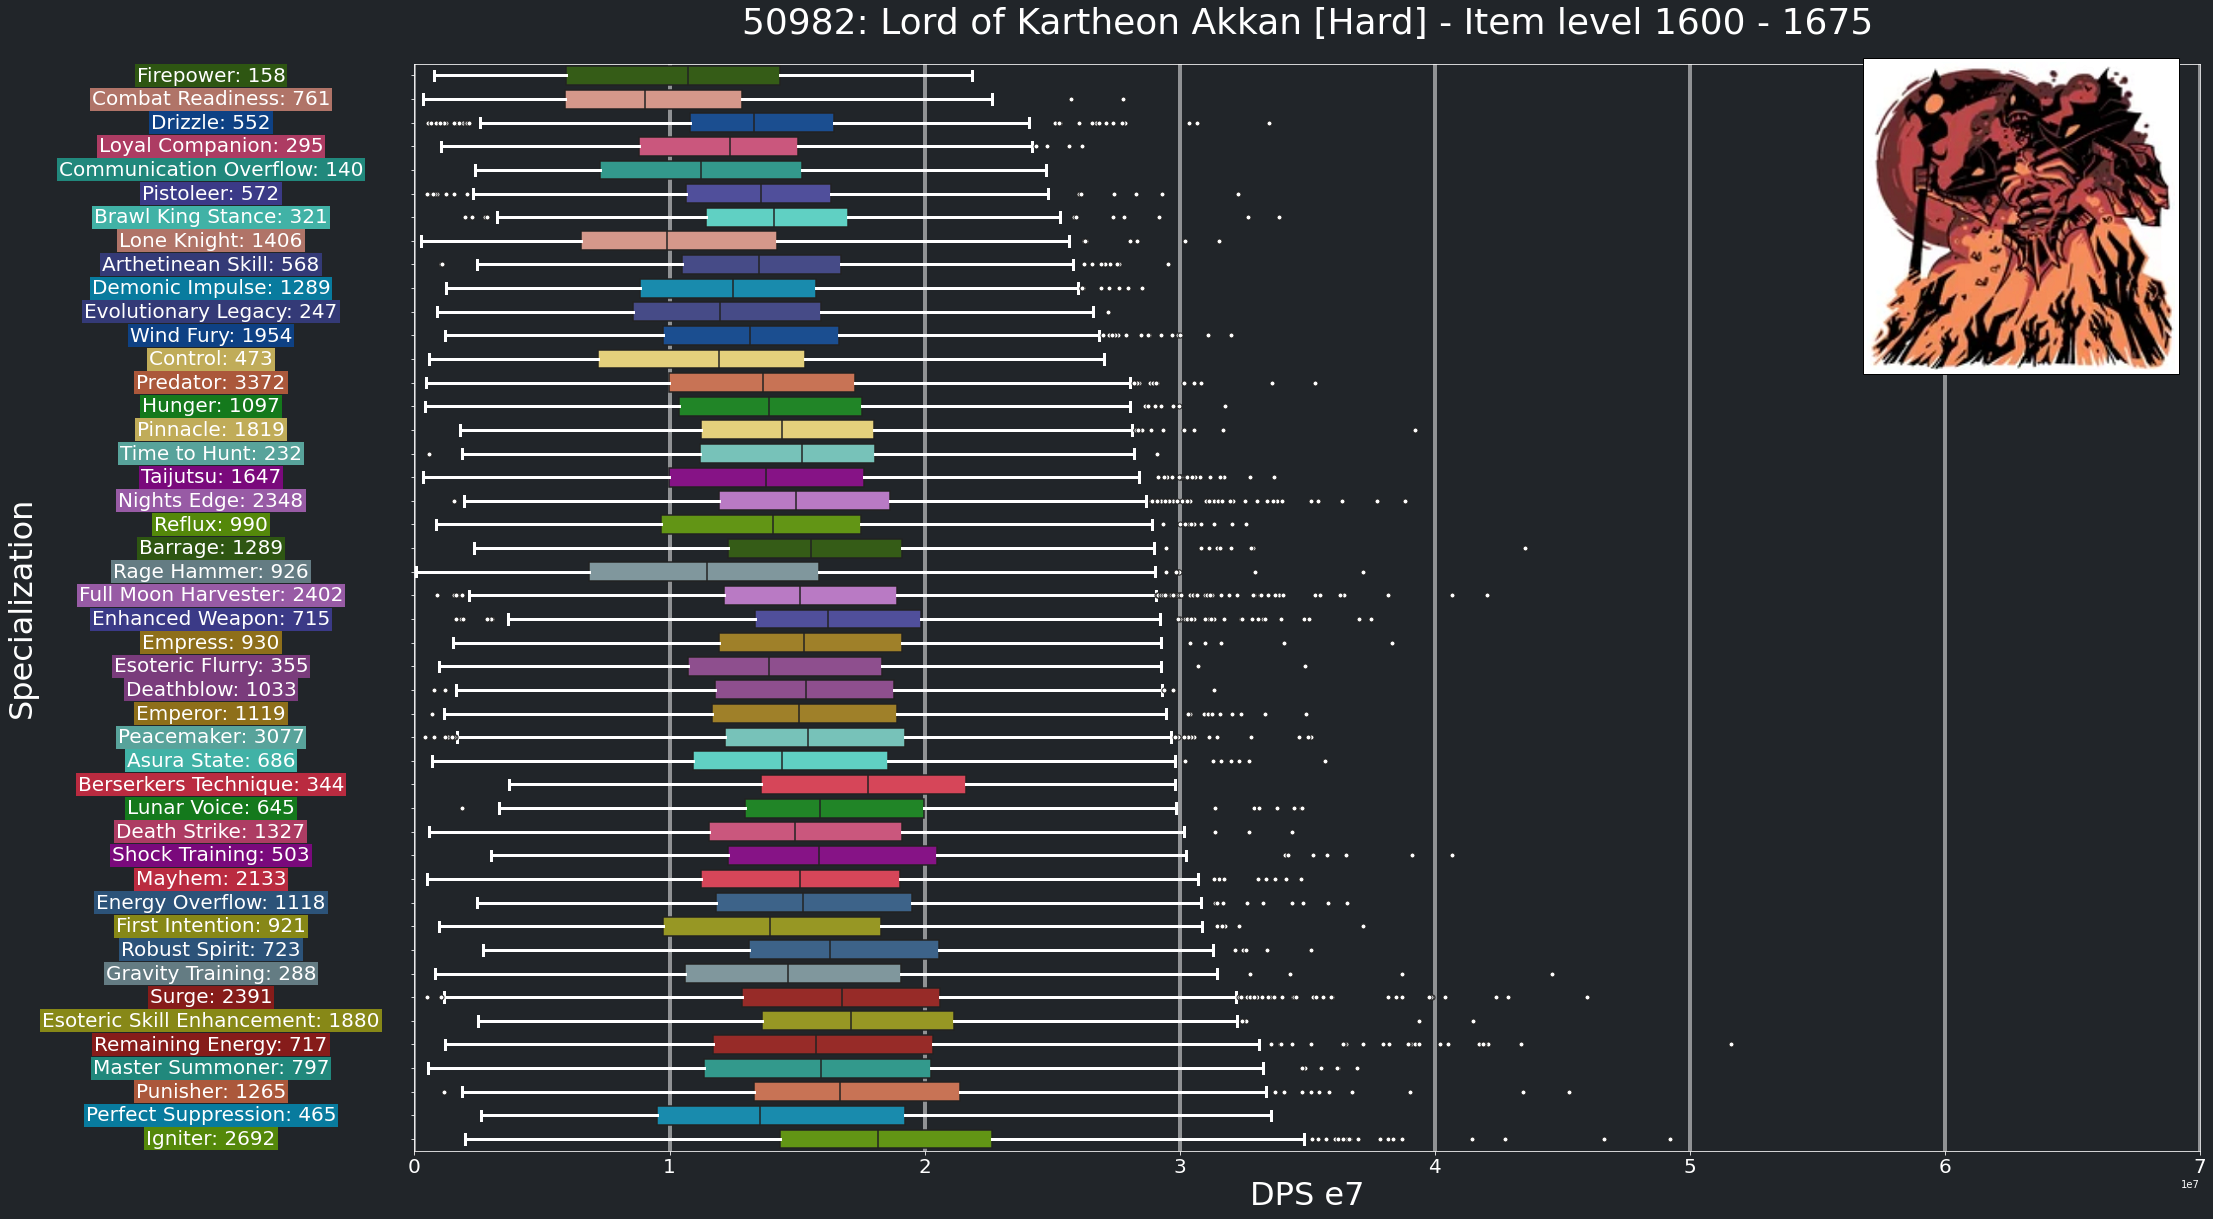 50982: Lord of Kartheon Akkan [Hard] - Item level 1600 - 1675
Specialization
Firepower: 158
Combat Readiness: 761
Drizzle: 552
Loyal Companion: 295
Communication Overflow: 140
Pistoleer: 572
Brawl King Stance: 321
Lone Knight: 1406
Arthetinean Skill: 568
Demonic Impulse: 1289
Evolutionary Legacy: 247
Wind Fury: 1954
Control: 473
Predator: 3372
Hunger: 1097
Pinnacle: 1819
Time to Hunt: 232
Taijutsu: 1647
Nights Edge: 2348
Reflux: 990
Barrage: 1289
Rage Hammer: 926
Full Moon Harvester: 2402
Enhanced Weapon: 715
Empress: 930
Esoteric Flurry: 355
Deathblow: 1033
Emperor: 1119
Peacemaker: 3077
Asura State: 686
Berserkers Technique: 344
Lunar Voice: 645
Death Strike: 1327
Shock Training: 503
Mayhem: 2133
Energy Overflow: 1118
First Intention: 921
Robust Spirit: 723
Gravity Training: 288
Surge: 2391
Esoteric Skill Enhancement: 1880
Remaining Energy: 717
Master Summoner: 797
Punisher: 1265
Perfect Suppression: 465
Igniter: 2692
0 1 2 3 4 5 6 7
DPS e7
1e7